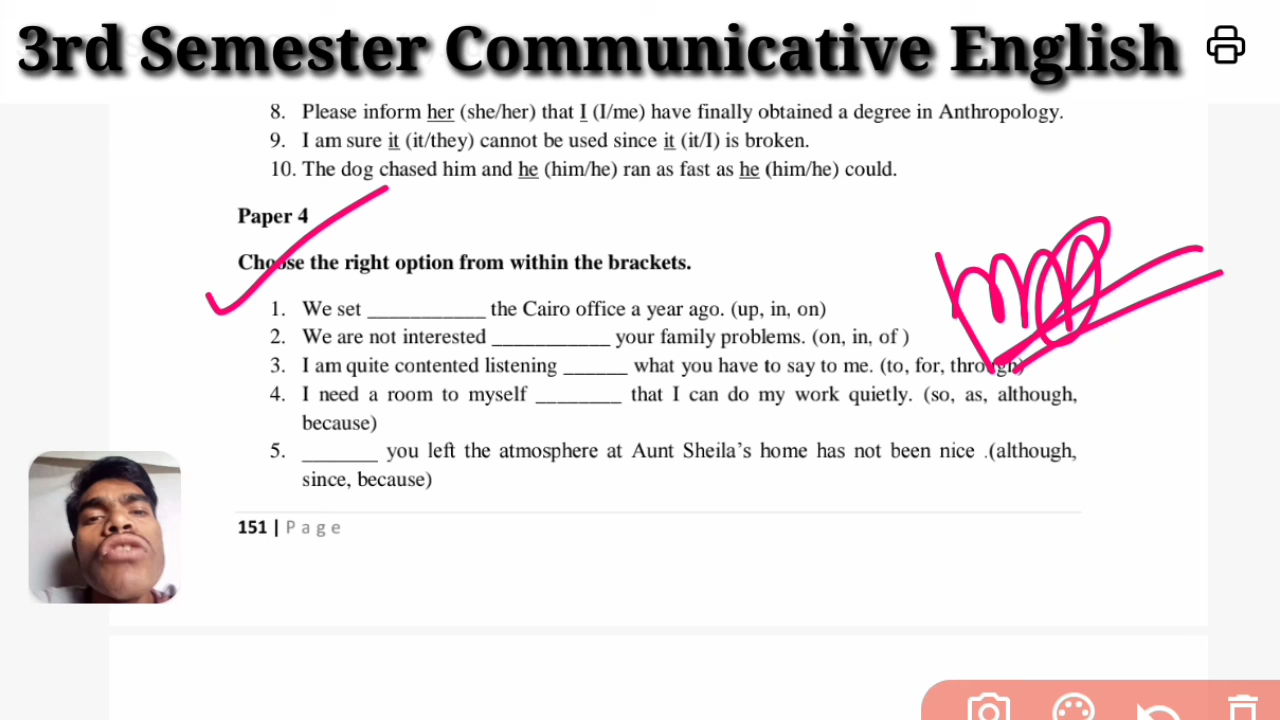 3rd Semester Communicative English
8. Please inform her (she/her) that I (I/me) have finally obtained a degree in Anthropology.
9. I am sure it (it/they) cannot be used since it (it/I) is broken.
10. The dog chased him and he (him/he) ran as fast as he (him/he) could.
Paper 4
Choose the right option from within the brackets.
1. We set ___________ the Cairo office a year ago. (up, in, on)
2. We are not interested ___________ your family problems. (on, in, of )
3. I am quite contented listening ______ what you have to say to me. (to, for, through)
4. I need a room to myself ________ that I can do my work quietly. (so, as, although,
because)
5. _______ you left the atmosphere at Aunt Sheila's home has not been nice .(although,
since, because)
151 | P a g e